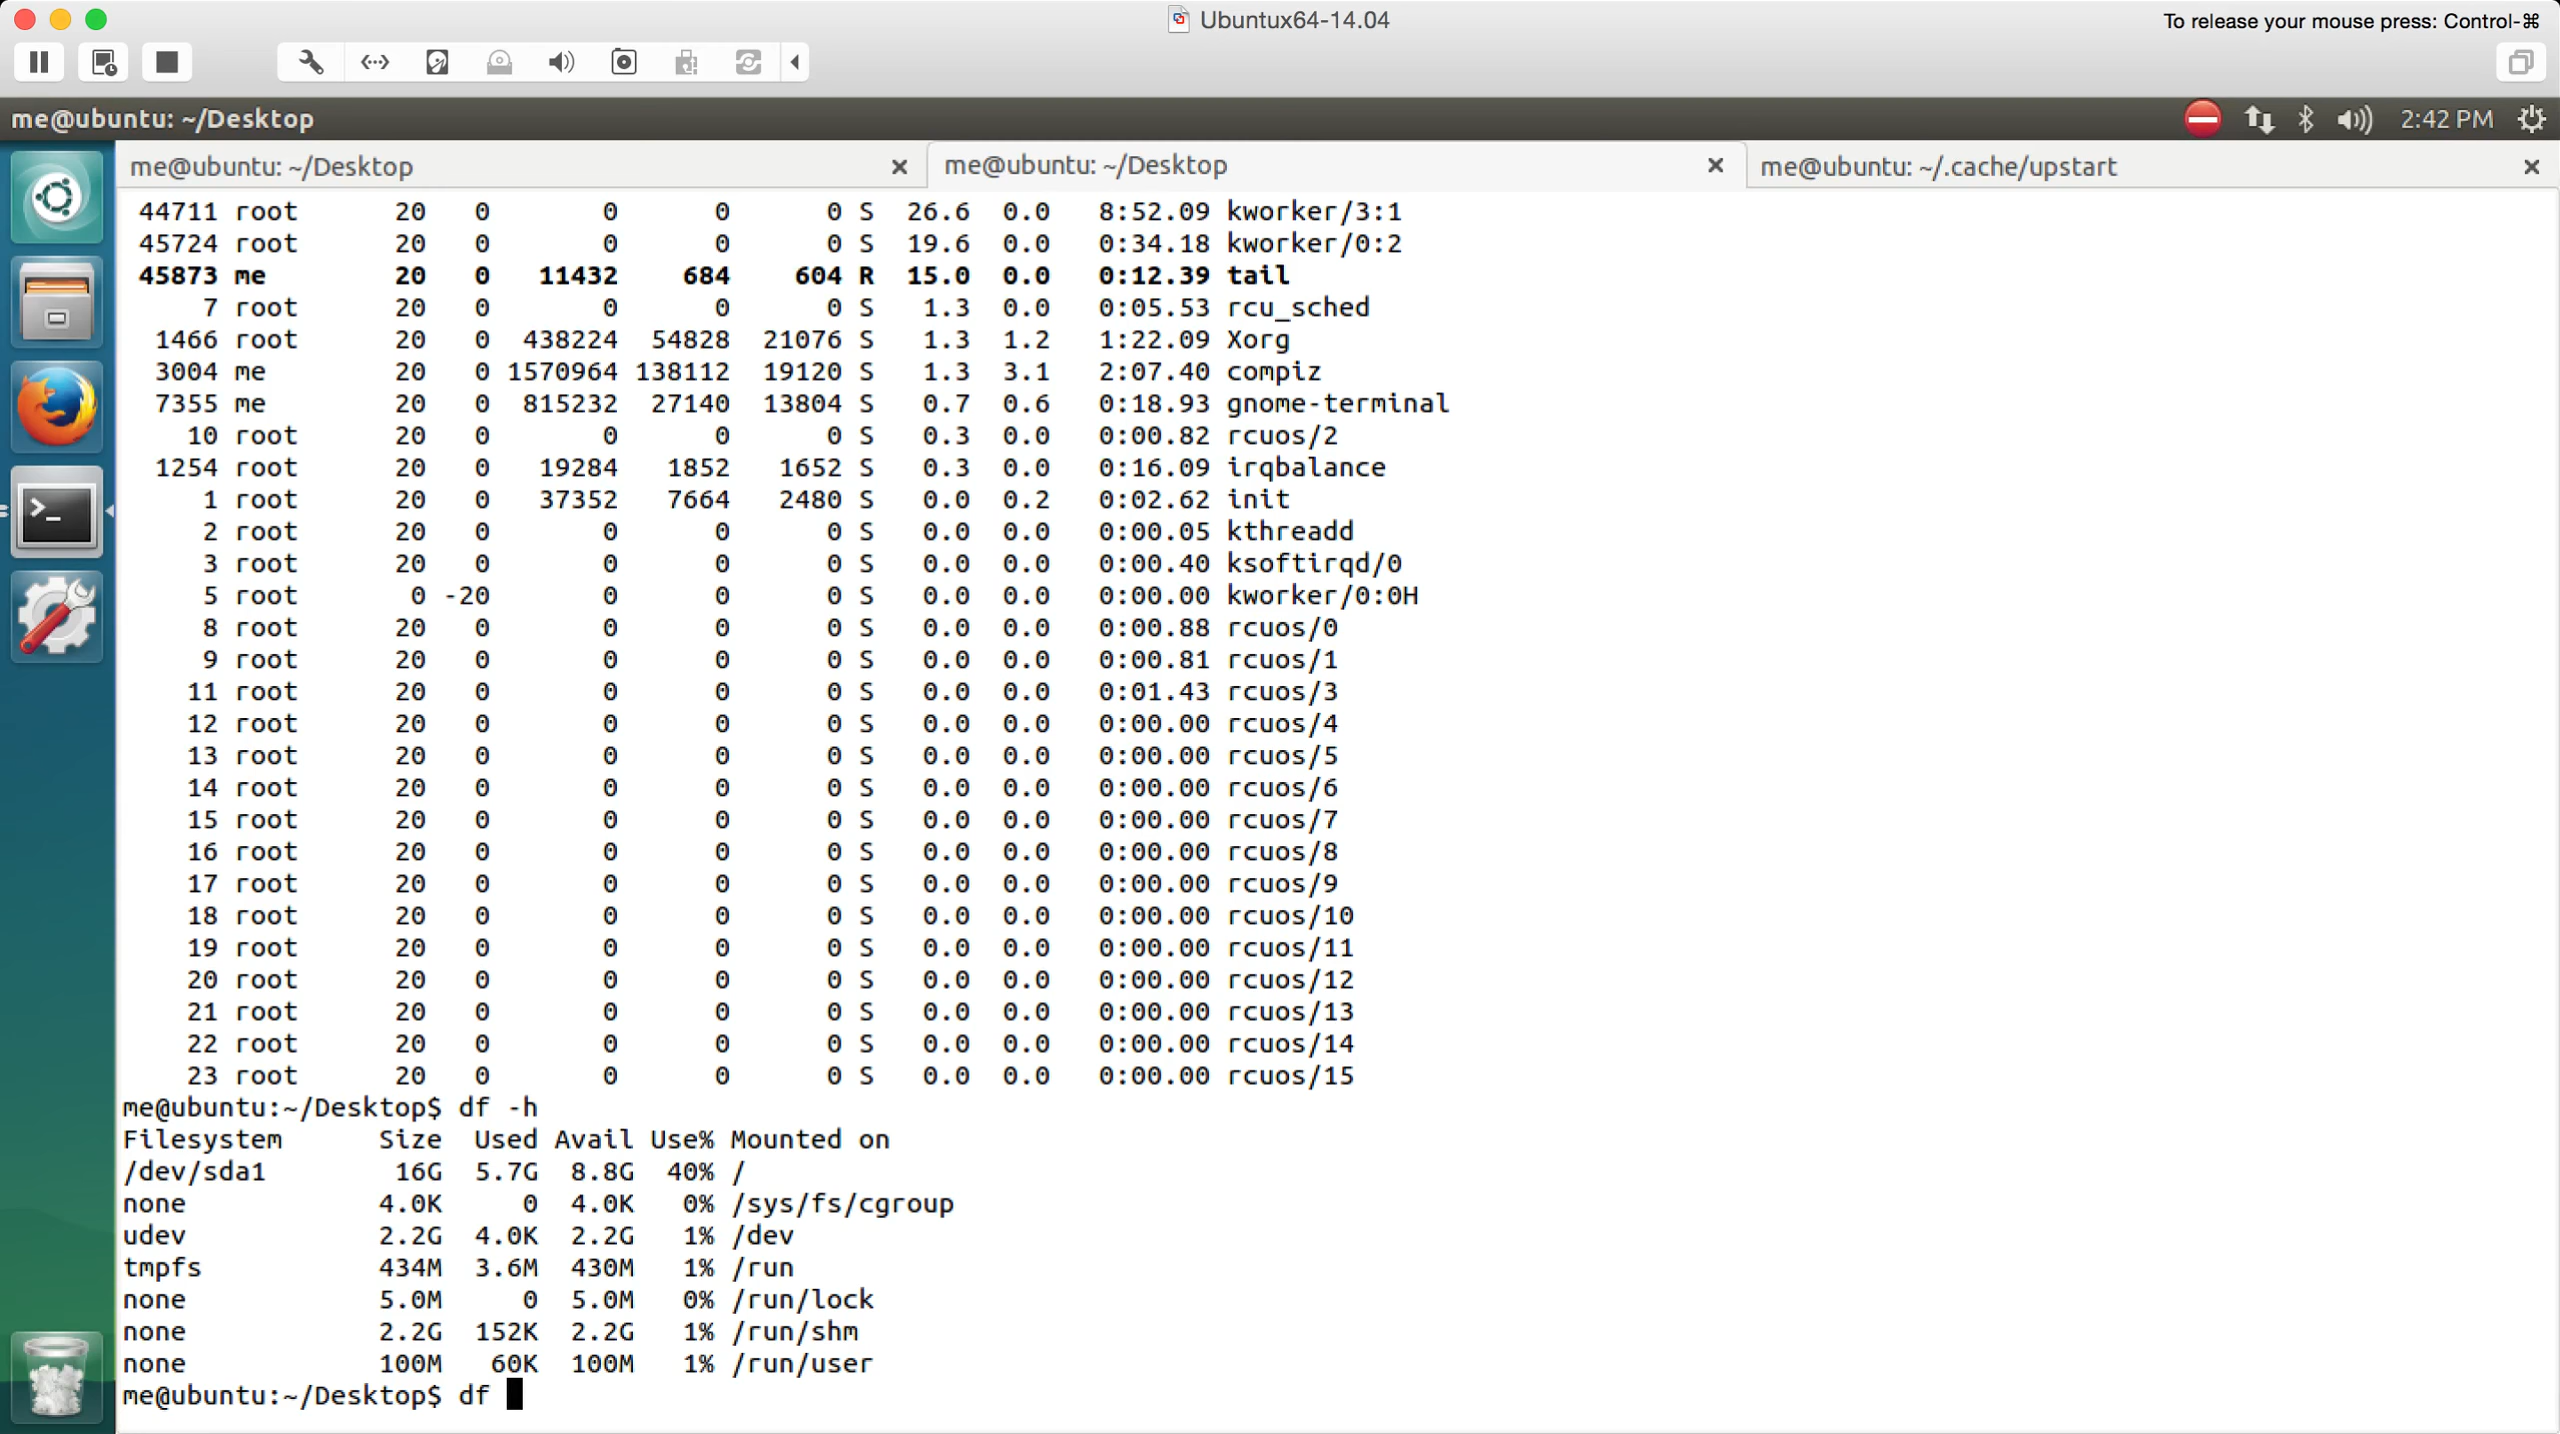 Ubuntux64-14.04
To release your mouse press: Control-⌘
me@ubuntu: ~/Desktop
2:42 PM
me@ubuntu: ~/Desktop
me@ubuntu: ~/Desktop
me@ubuntu: ~/.cache/upstart
44711 root 20 0 0 0 0 S 26.6 0.0 8:52.09 kworker/3:1
45724 root 20 0 0 0 0 S 19.6 0.0 0:34.18 kworker/0:2
45873 me 20 0 11432 684 604 R 15.0 0.0 0:12.39 tail
7 root 20 0 0 0 0 S 1.3 0.0 0:05.53 rcu_sched
1466 root 20 0 438224 54828 21076 S 1.3 1.2 1:22.09 Xorg
3004 me 20 0 1570964 138112 19120 S 1.3 3.1 2:07.40 compiz
7355 me 20 0 815232 27140 13804 S 0.7 0.6 0:18.93 gnome-terminal
10 root 20 0 0 0 0 S 0.3 0.0 0:00.82 rcuos/2
1254 root 20 0 19284 1852 1652 S 0.3 0.0 0:16.09 irqbalance
1 root 20 0 37352 7664 2480 S 0.0 0.2 0:02.62 init
2 root 20 0 0 0 0 S 0.0 0.0 0:00.05 kthreadd
3 root 20 0 0 0 0 S 0.0 0.0 0:00.40 ksoftirqd/0
5 root 0 -20 0 0 0 S 0.0 0.0 0:00.00 kworker/0:0H
8 root 20 0 0 0 0 S 0.0 0.0 0:00.88 rcuos/0
9 root 20 0 0 0 0 S 0.0 0.0 0:00.81 rcuos/1
11 root 20 0 0 0 0 S 0.0 0.0 0:01.43 rcuos/3
12 root 20 0 0 0 0 S 0.0 0.0 0:00.00 rcuos/4
13 root 20 0 0 0 0 S 0.0 0.0 0:00.00 rcuos/5
14 root 20 0 0 0 0 S 0.0 0.0 0:00.00 rcuos/6
15 root 20 0 0 0 0 S 0.0 0.0 0:00.00 rcuos/7
16 root 20 0 0 0 0 S 0.0 0.0 0:00.00 rcuos/8
17 root 20 0 0 0 0 S 0.0 0.0 0:00.00 rcuos/9
18 root 20 0 0 0 0 S 0.0 0.0 0:00.00 rcuos/10
19 root 20 0 0 0 0 S 0.0 0.0 0:00.00 rcuos/11
20 root 20 0 0 0 0 S 0.0 0.0 0:00.00 rcuos/12
21 root 20 0 0 0 0 S 0.0 0.0 0:00.00 rcuos/13
22 root 20 0 0 0 0 S 0.0 0.0 0:00.00 rcuos/14
23 root 20 0 0 0 0 S 0.0 0.0 0:00.00 rcuos/15
me@ubuntu:~/Desktop$ df -h
Filesystem Size Used Avail Use% Mounted on
/dev/sda1 16G 5.7G 8.8G 40% /
none 4.0K 0 4.0K 0% /sys/fs/cgroup
udev 2.2G 4.0K 2.2G 1% /dev
tmpfs 434M 3.6M 430M 1% /run
none 5.0M 0 5.0M 0% /run/lock
none 2.2G 152K 2.2G 1% /run/shm
none 100M 60K 100M 1% /run/user
me@ubuntu:~/Desktop$ df